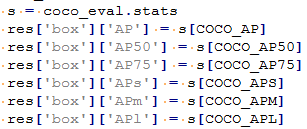 s = coco_eval.stats
res['box']['AP'] = s[COCO_AP]
res['box']['AP50'] = s[COCO_AP50]
res['box']['AP75'] = s[COCO_AP75]
res['box']['APs'] = s[COCO_APS]
res['box']['APm'] = s[COCO_APM]
res['box']['APl'] = s[COCO_APL]